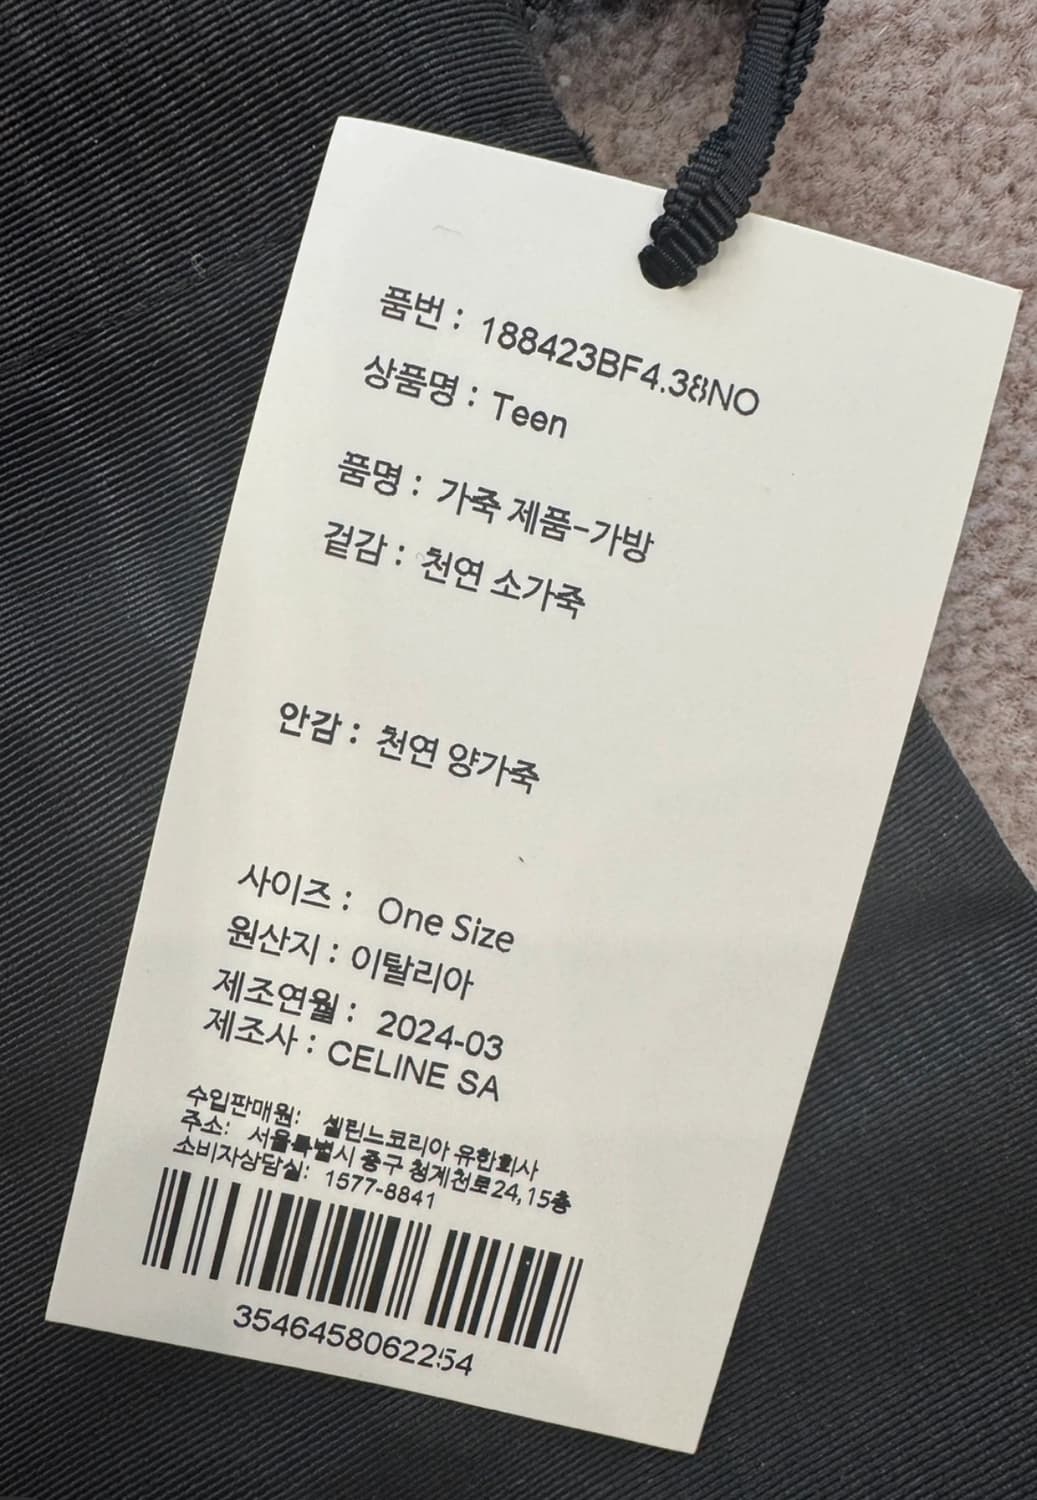 품번 : 188423BF4.38NO
상품명 : Teen
품명 : 가죽 제품-가방
겉감 : 천연 소가죽
안감 : 천연 양가죽
사이즈 : One Size
원산지 : 이탈리아
제조연월 : 2024-03
제조사 : CELINE SA
수입판매원: 셀린느코리아 유한회사
주소: 서울특별시 중구 청계천로24,15층
소비자상담실: 1577-8841
3546458062254